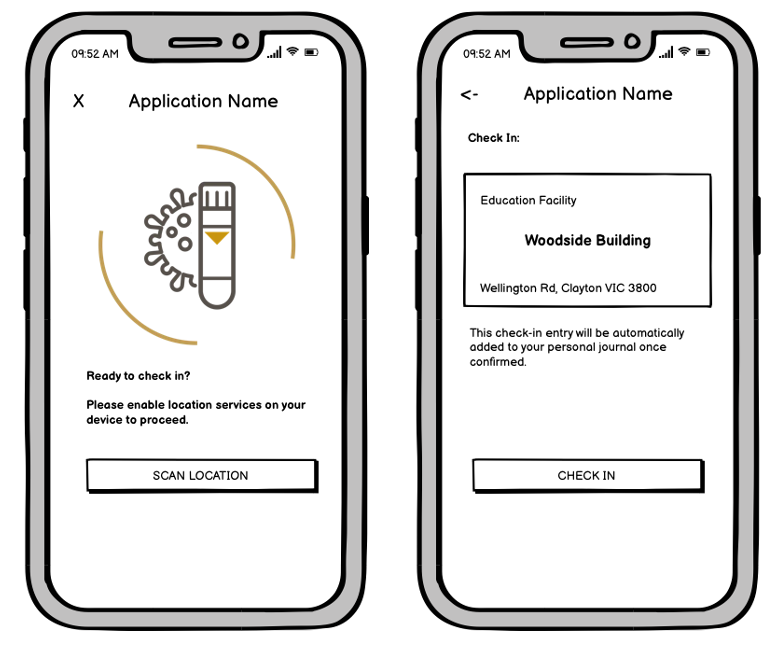 09:52 AM
X Application Name
Ready to check in?
Please enable location services on your
device to proceed.
SCAN LOCATION
09:52 AM
<- Application Name
Check In:
Education Facility
Woodside Building
Wellington Rd, Clayton VIC 3800
This check-in entry will be automatically
added to your personal journal once
confirmed.
CHECK IN